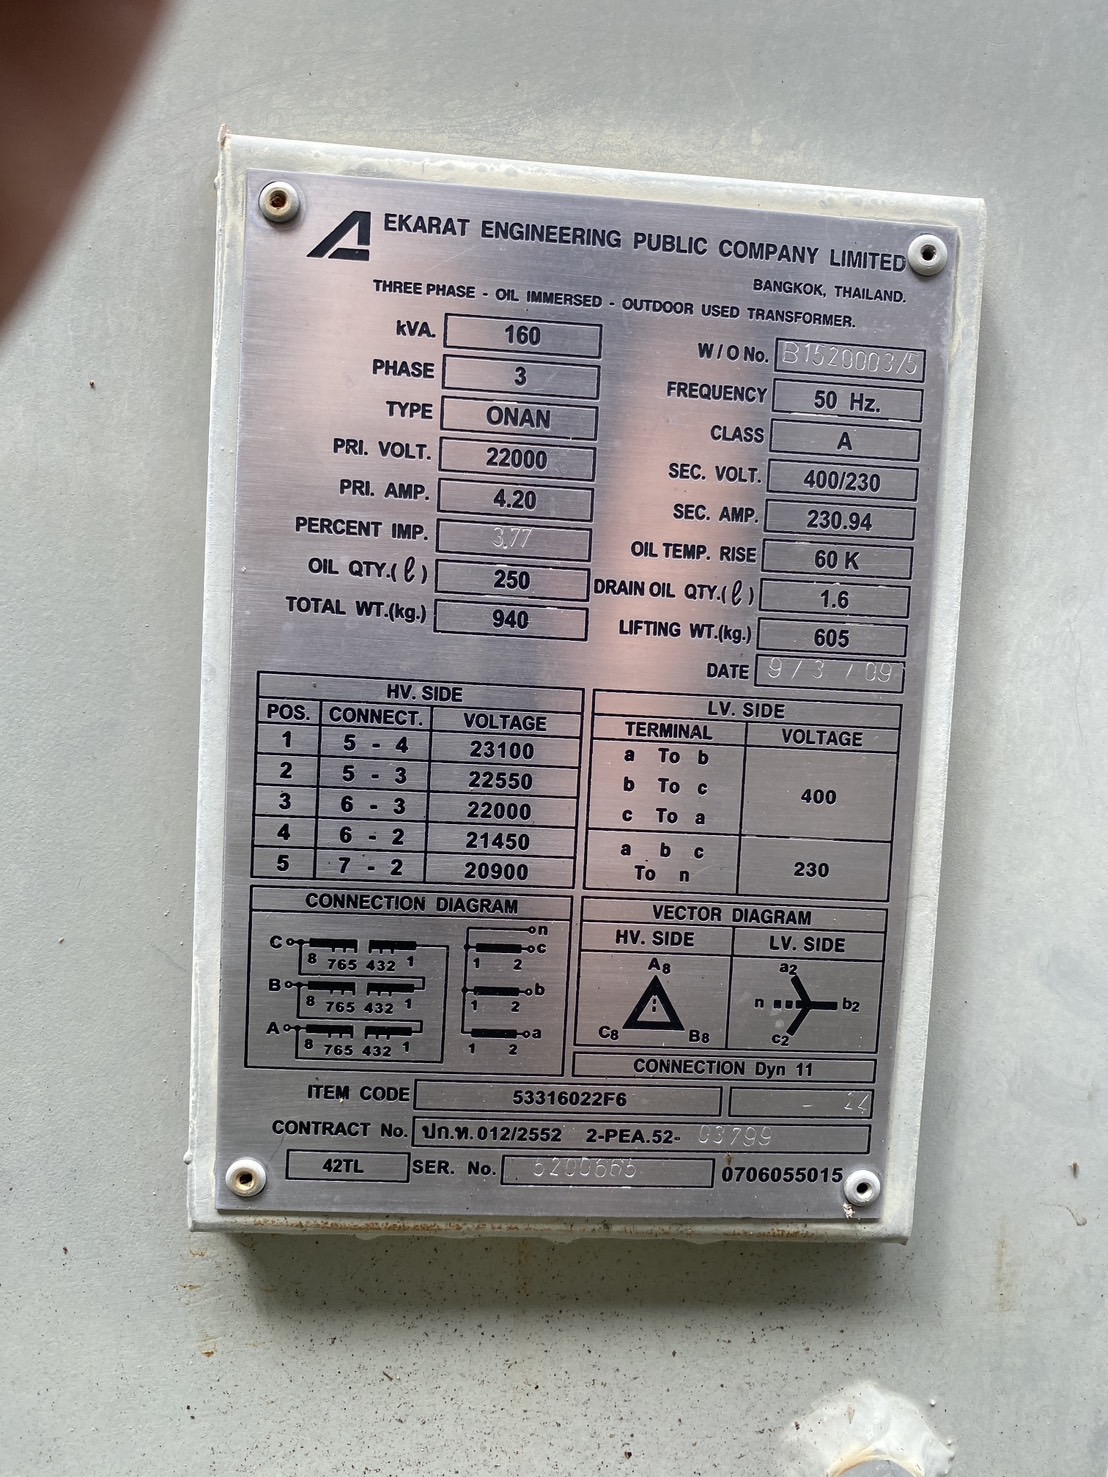 EKARAT ENGINEERING PUBLIC COMPANY LIMITED
BANGKOK, THAILAND.
THREE PHASE - OIL IMMERSED - OUTDOOR USED TRANSFORMER.
kVA. 160 W/O No. B1520003/5
PHASE 3 FREQUENCY 50 Hz.
TYPE ONAN CLASS A
PRI. VOLT. 22000 SEC. VOLT. 400/230
PRI. AMP. 4.20 SEC. AMP. 230.94
PERCENT IMP. 3.77 OIL TEMP. RISE 60 K
OIL QTY.(ℓ) 250 DRAIN OIL QTY.(ℓ) 1.6
TOTAL WT.(kg.) 940 LIFTING WT.(kg.) 605
DATE 9 / 3 / 09
HV. SIDE
POS. CONNECT. VOLTAGE
1 5 - 4 23100
2 5 - 3 22550
3 6 - 3 22000
4 6 - 2 21450
5 7 - 2 20900
LV. SIDE
TERMINAL VOLTAGE
a To b
b To c 400
c To a
a b c
To n 230
CONNECTION DIAGRAM
C 8 765 432 1
B 8 765 432 1
A 8 765 432 1
n
c
1 2
b
1 2
a
1 2
VECTOR DIAGRAM
HV. SIDE LV. SIDE
A8 C8 B8
a2 n b2 c2
CONNECTION Dyn 11
ITEM CODE 53316022F6 - 24
CONTRACT No. ปก.ท. 012/2552 2-PEA.52- 03799
42TL SER. No. 5200665 0706055015